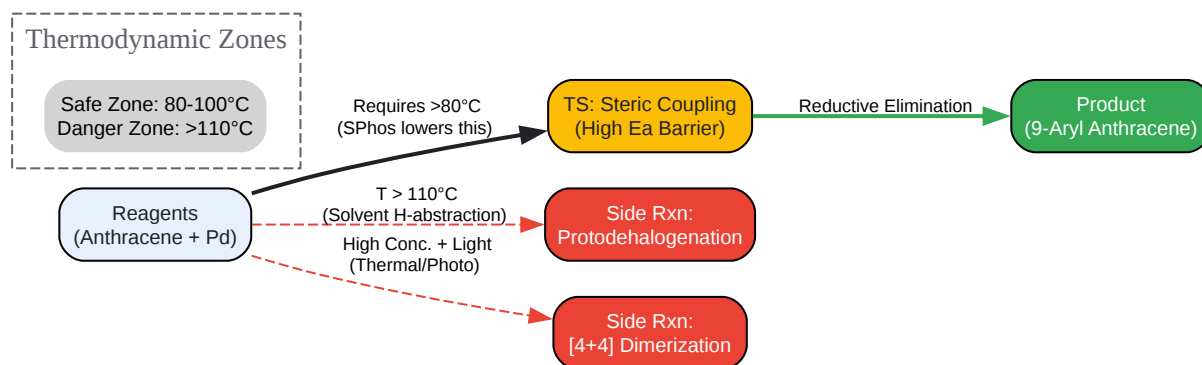 Thermodynamic Zones
Safe Zone: 80-100°C
Danger Zone: >110°C
Requires >80°C
(SPhos lowers this)
TS: Steric Coupling
(High Ea Barrier)
Reductive Elimination
Product
(9-Aryl Anthracene)
Reagents
(Anthracene + Pd)
T > 110°C
(Solvent H-abstraction)
Side Rxn:
Protodehalogenation
High Conc. + Light
(Thermal/Photo)
Side Rxn:
[4+4] Dimerization